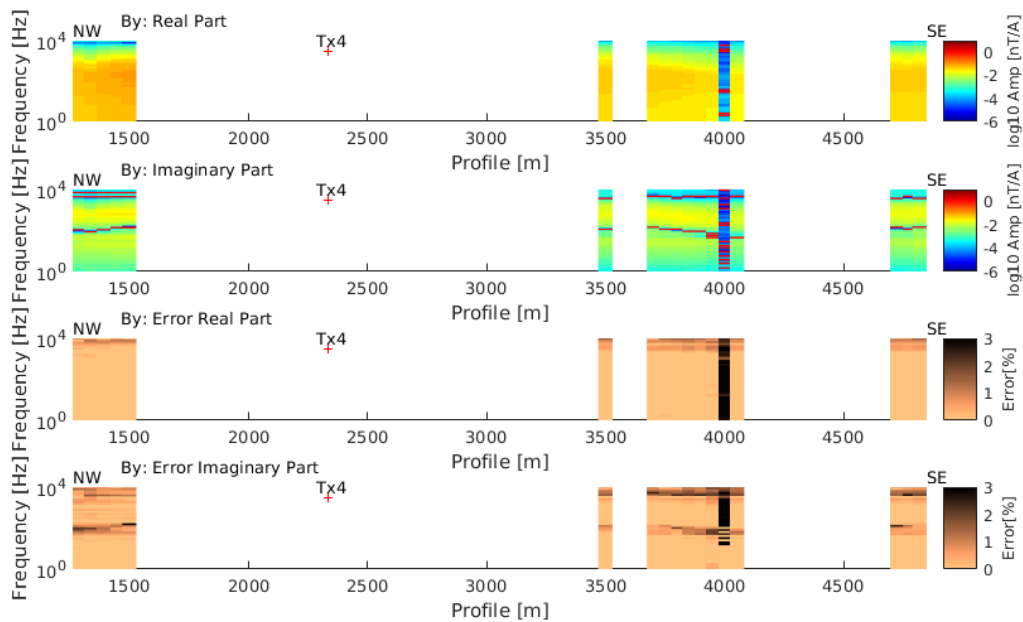 NW By: Real Part SE
Tx4
Frequency [Hz]
10^4
10^0
1500 2000 2500 3000 3500 4000 4500
Profile [m]
0
-2
-4
-6
log10 Amp [nT/A]
NW By: Imaginary Part SE
Tx4
Frequency [Hz]
10^4
10^0
1500 2000 2500 3000 3500 4000 4500
Profile [m]
0
-2
-4
-6
log10 Amp [nT/A]
NW By: Error Real Part SE
Tx4
Frequency [Hz]
10^4
10^0
1500 2000 2500 3000 3500 4000 4500
Profile [m]
3
2
1
0
Error[%]
NW By: Error Imaginary Part SE
Tx4
Frequency [Hz]
10^4
10^0
1500 2000 2500 3000 3500 4000 4500
Profile [m]
3
2
1
0
Error[%]